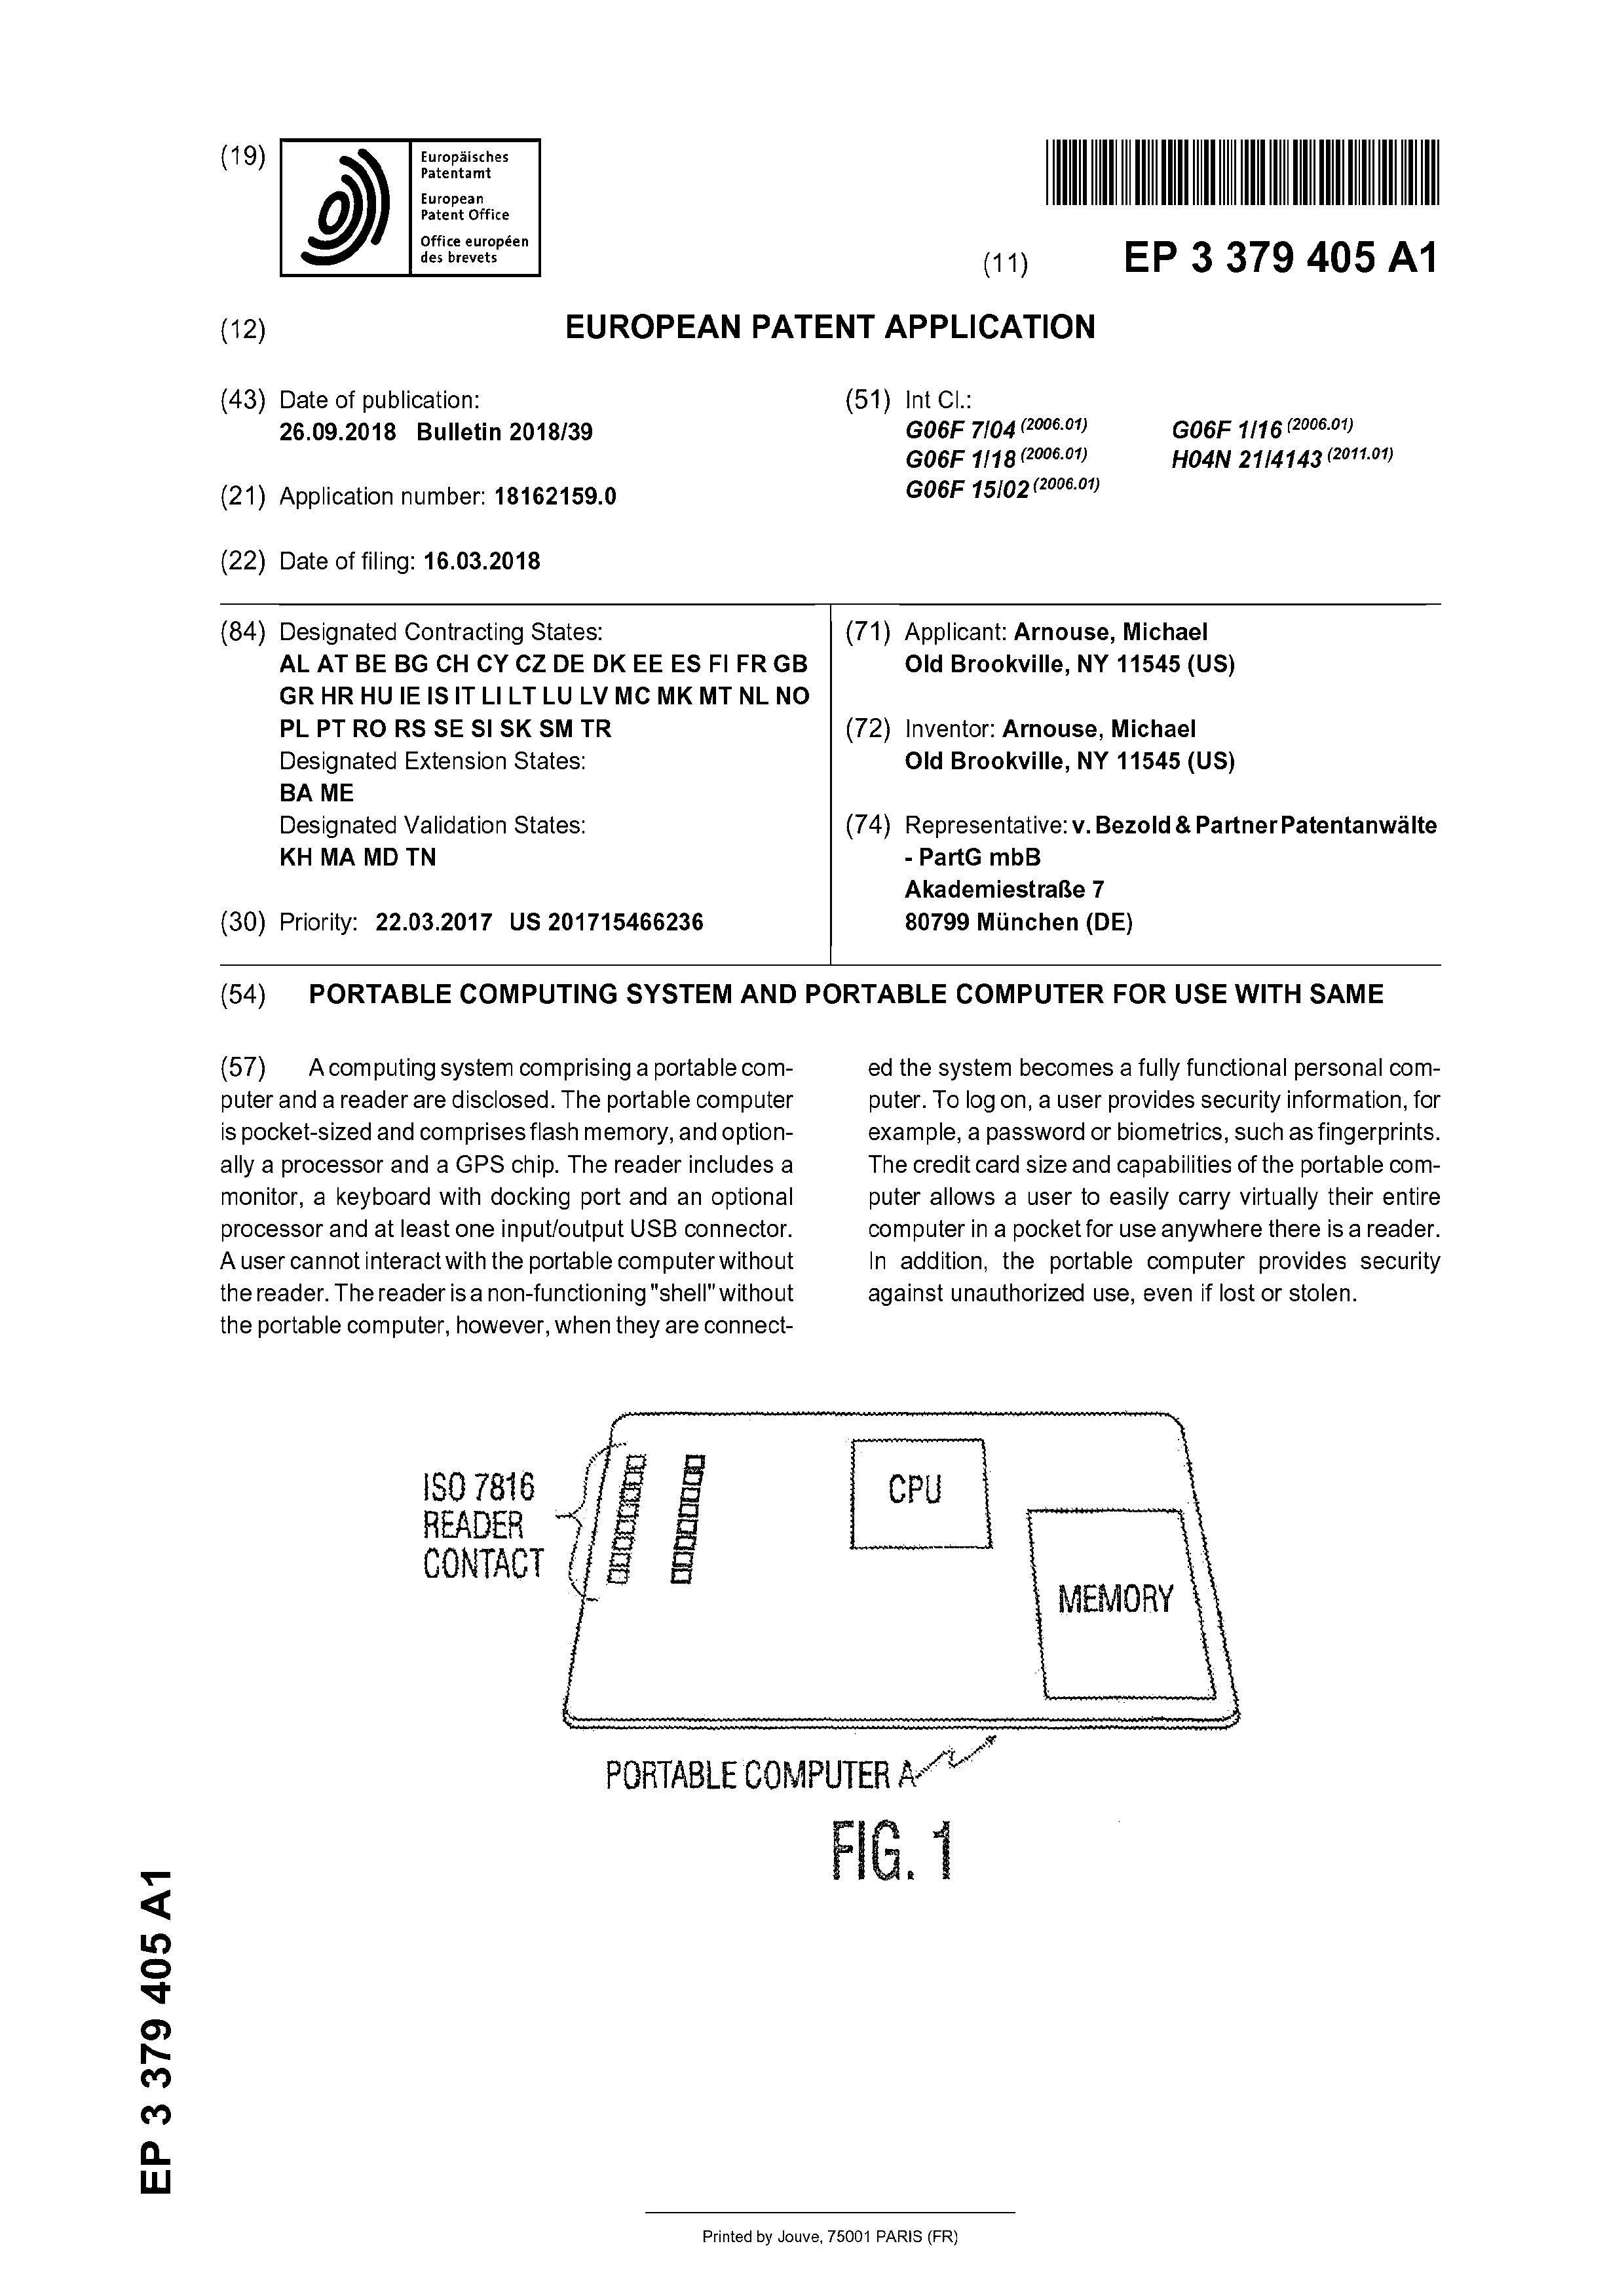 (19)
Europäisches
Patentamt
European
Patent Office
Office européen
des brevets
(11) EP 3 379 405 A1
(12) EUROPEAN PATENT APPLICATION
(43) Date of publication:
26.09.2018 Bulletin 2018/39
(21) Application number: 18162159.0
(22) Date of filing: 16.03.2018
(51) Int Cl.:
G06F 7/04 (2006.01) G06F 1/16 (2006.01)
G06F 1/18 (2006.01) H04N 21/4143 (2011.01)
G06F 15/02 (2006.01)
(84) Designated Contracting States:
AL AT BE BG CH CY CZ DE DK EE ES FI FR GB
GR HR HU IE IS IT LI LT LU LV MC MK MT NL NO
PL PT RO RS SE SI SK SM TR
Designated Extension States:
BA ME
Designated Validation States:
KH MA MD TN
(30) Priority: 22.03.2017 US 201715466236
(71) Applicant: Arnouse, Michael
Old Brookville, NY 11545 (US)
(72) Inventor: Arnouse, Michael
Old Brookville, NY 11545 (US)
(74) Representative: v. Bezold & Partner Patentanwälte
- PartG mbB
Akademiestraße 7
80799 München (DE)
(54) PORTABLE COMPUTING SYSTEM AND PORTABLE COMPUTER FOR USE WITH SAME
(57) A computing system comprising a portable com-
puter and a reader are disclosed. The portable computer
is pocket-sized and comprises flash memory, and option-
ally a processor and a GPS chip. The reader includes a
monitor, a keyboard with docking port and an optional
processor and at least one input/output USB connector.
A user cannot interact with the portable computer without
the reader. The reader is a non-functioning "shell" without
the portable computer, however, when they are connect-
ed the system becomes a fully functional personal com-
puter. To log on, a user provides security information, for
example, a password or biometrics, such as fingerprints.
The credit card size and capabilities of the portable com-
puter allows a user to easily carry virtually their entire
computer in a pocket for use anywhere there is a reader.
In addition, the portable computer provides security
against unauthorized use, even if lost or stolen.
ISO 7816
READER
CONTACT
CPU
MEMORY
PORTABLE COMPUTER A
FIG. 1
EP 3 379 405 A1
Printed by Jouve, 75001 PARIS (FR)